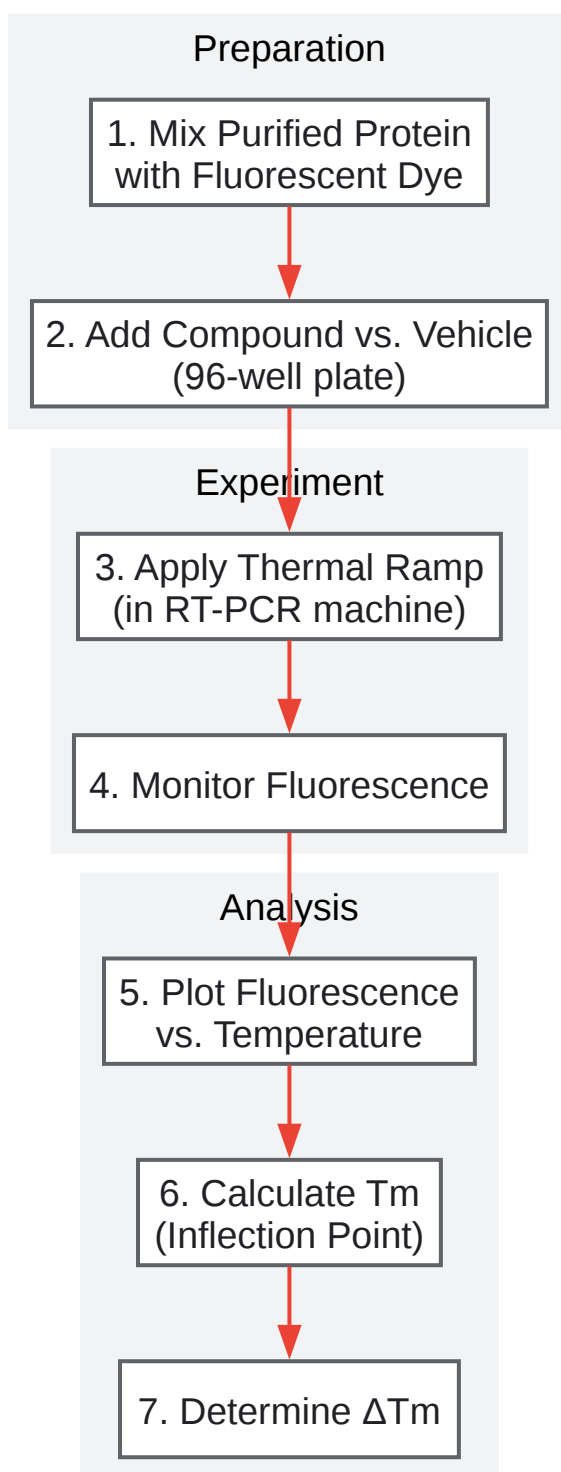 Preparation
1. Mix Purified Protein
with Fluorescent Dye
2. Add Compound vs. Vehicle
(96-well plate)
Experiment
3. Apply Thermal Ramp
(in RT-PCR machine)
4. Monitor Fluorescence
Analysis
5. Plot Fluorescence
vs. Temperature
6. Calculate Tm
(Inflection Point)
7. Determine ΔTm